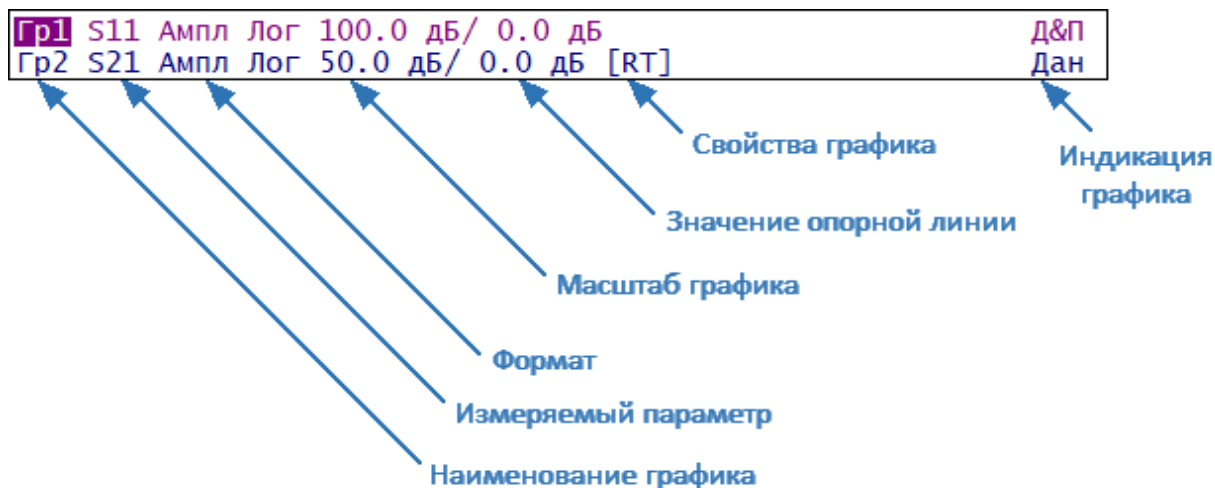 Гр1 S11 Ампл Лог 100.0 дБ/ 0.0 дБ Д&П
Гр2 S21 Ампл Лог 50.0 дБ/ 0.0 дБ [RT] Дан
Свойства графика
Индикация
графика
Значение опорной линии
Масштаб графика
Формат
Измеряемый параметр
Наименование графика